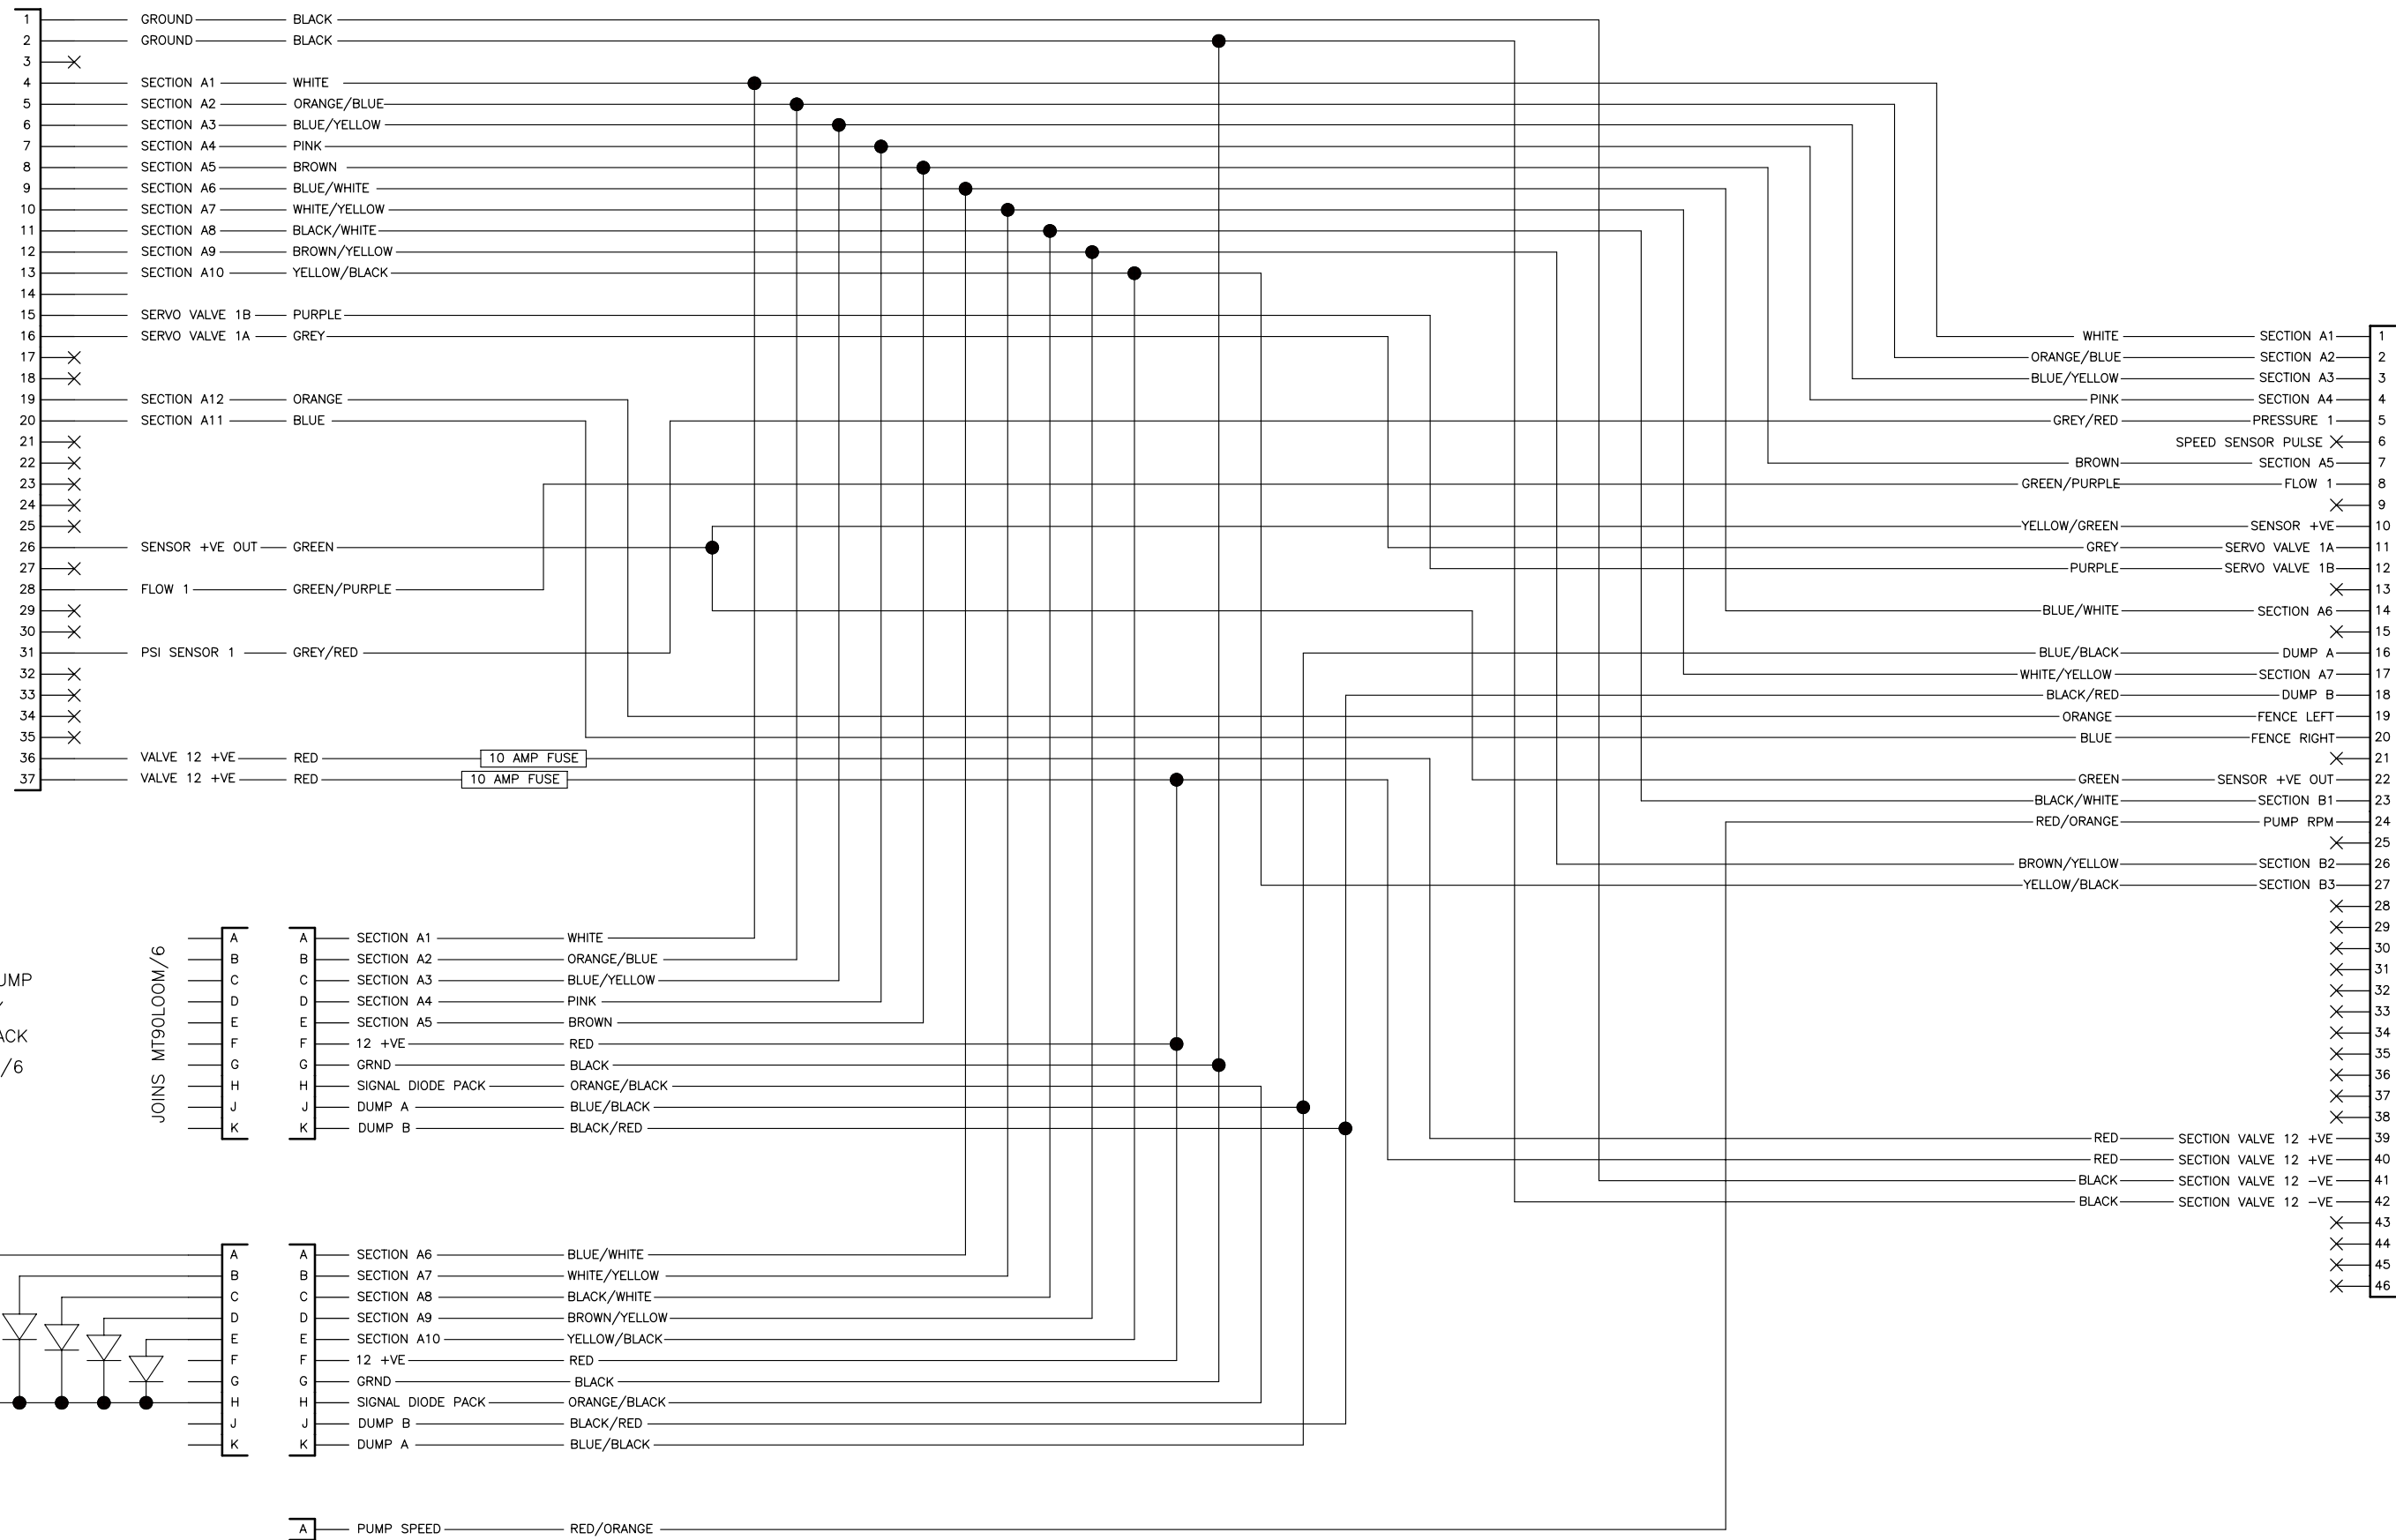 1 GROUND BLACK
2 GROUND BLACK
3
4 SECTION A1 WHITE
5 SECTION A2 ORANGE/BLUE
6 SECTION A3 BLUE/YELLOW
7 SECTION A4 PINK
8 SECTION A5 BROWN
9 SECTION A6 BLUE/WHITE
10 SECTION A7 WHITE/YELLOW
11 SECTION A8 BLACK/WHITE
12 SECTION A9 BROWN/YELLOW
13 SECTION A10 YELLOW/BLACK
14
15 SERVO VALVE 1B PURPLE
16 SERVO VALVE 1A GREY
17
18
19 SECTION A12 ORANGE
20 SECTION A11 BLUE
21
22
23
24
25
26 SENSOR +VE OUT GREEN
27
28 FLOW 1 GREEN/PURPLE
29
30
31 PSI SENSOR 1 GREY/RED
32
33
34
35
36 VALVE 12 +VE RED 10 AMP FUSE
37 VALVE 12 +VE RED 10 AMP FUSE
WHITE SECTION A1 1
ORANGE/BLUE SECTION A2 2
BLUE/YELLOW SECTION A3 3
PINK SECTION A4 4
GREY/RED PRESSURE 1 5
SPEED SENSOR PULSE 6
BROWN SECTION A5 7
GREEN/PURPLE FLOW 1 8
9
YELLOW/GREEN SENSOR +VE 10
GREY SERVO VALVE 1A 11
PURPLE SERVO VALVE 1B 12
13
BLUE/WHITE SECTION A6 14
15
BLUE/BLACK DUMP A 16
WHITE/YELLOW SECTION A7 17
BLACK/RED DUMP B 18
ORANGE FENCE LEFT 19
BLUE FENCE RIGHT 20
21
GREEN SENSOR +VE OUT 22
BLACK/WHITE SECTION B1 23
RED/ORANGE PUMP RPM 24
25
BROWN/YELLOW SECTION B2 26
YELLOW/BLACK SECTION B3 27
28
29
30
31
32
33
34
35
36
37
38
RED SECTION VALVE 12 +VE 39
RED SECTION VALVE 12 +VE 40
BLACK SECTION VALVE 12 -VE 41
BLACK SECTION VALVE 12 -VE 42
43
44
45
46
UMP
ACK
/6
JOINS MT90LOOM/6
A A SECTION A1 WHITE
B B SECTION A2 ORANGE/BLUE
C C SECTION A3 BLUE/YELLOW
D D SECTION A4 PINK
E E SECTION A5 BROWN
F F 12 +VE RED
G G GRND BLACK
H H SIGNAL DIODE PACK ORANGE/BLACK
J J DUMP A BLUE/BLACK
K K DUMP B BLACK/RED
A A SECTION A6 BLUE/WHITE
B B SECTION A7 WHITE/YELLOW
C C SECTION A8 BLACK/WHITE
D D SECTION A9 BROWN/YELLOW
E E SECTION A10 YELLOW/BLACK
F F 12 +VE RED
G G GRND BLACK
H H SIGNAL DIODE PACK ORANGE/BLACK
J J DUMP B BLACK/RED
K K DUMP A BLUE/BLACK
A PUMP SPEED RED/ORANGE